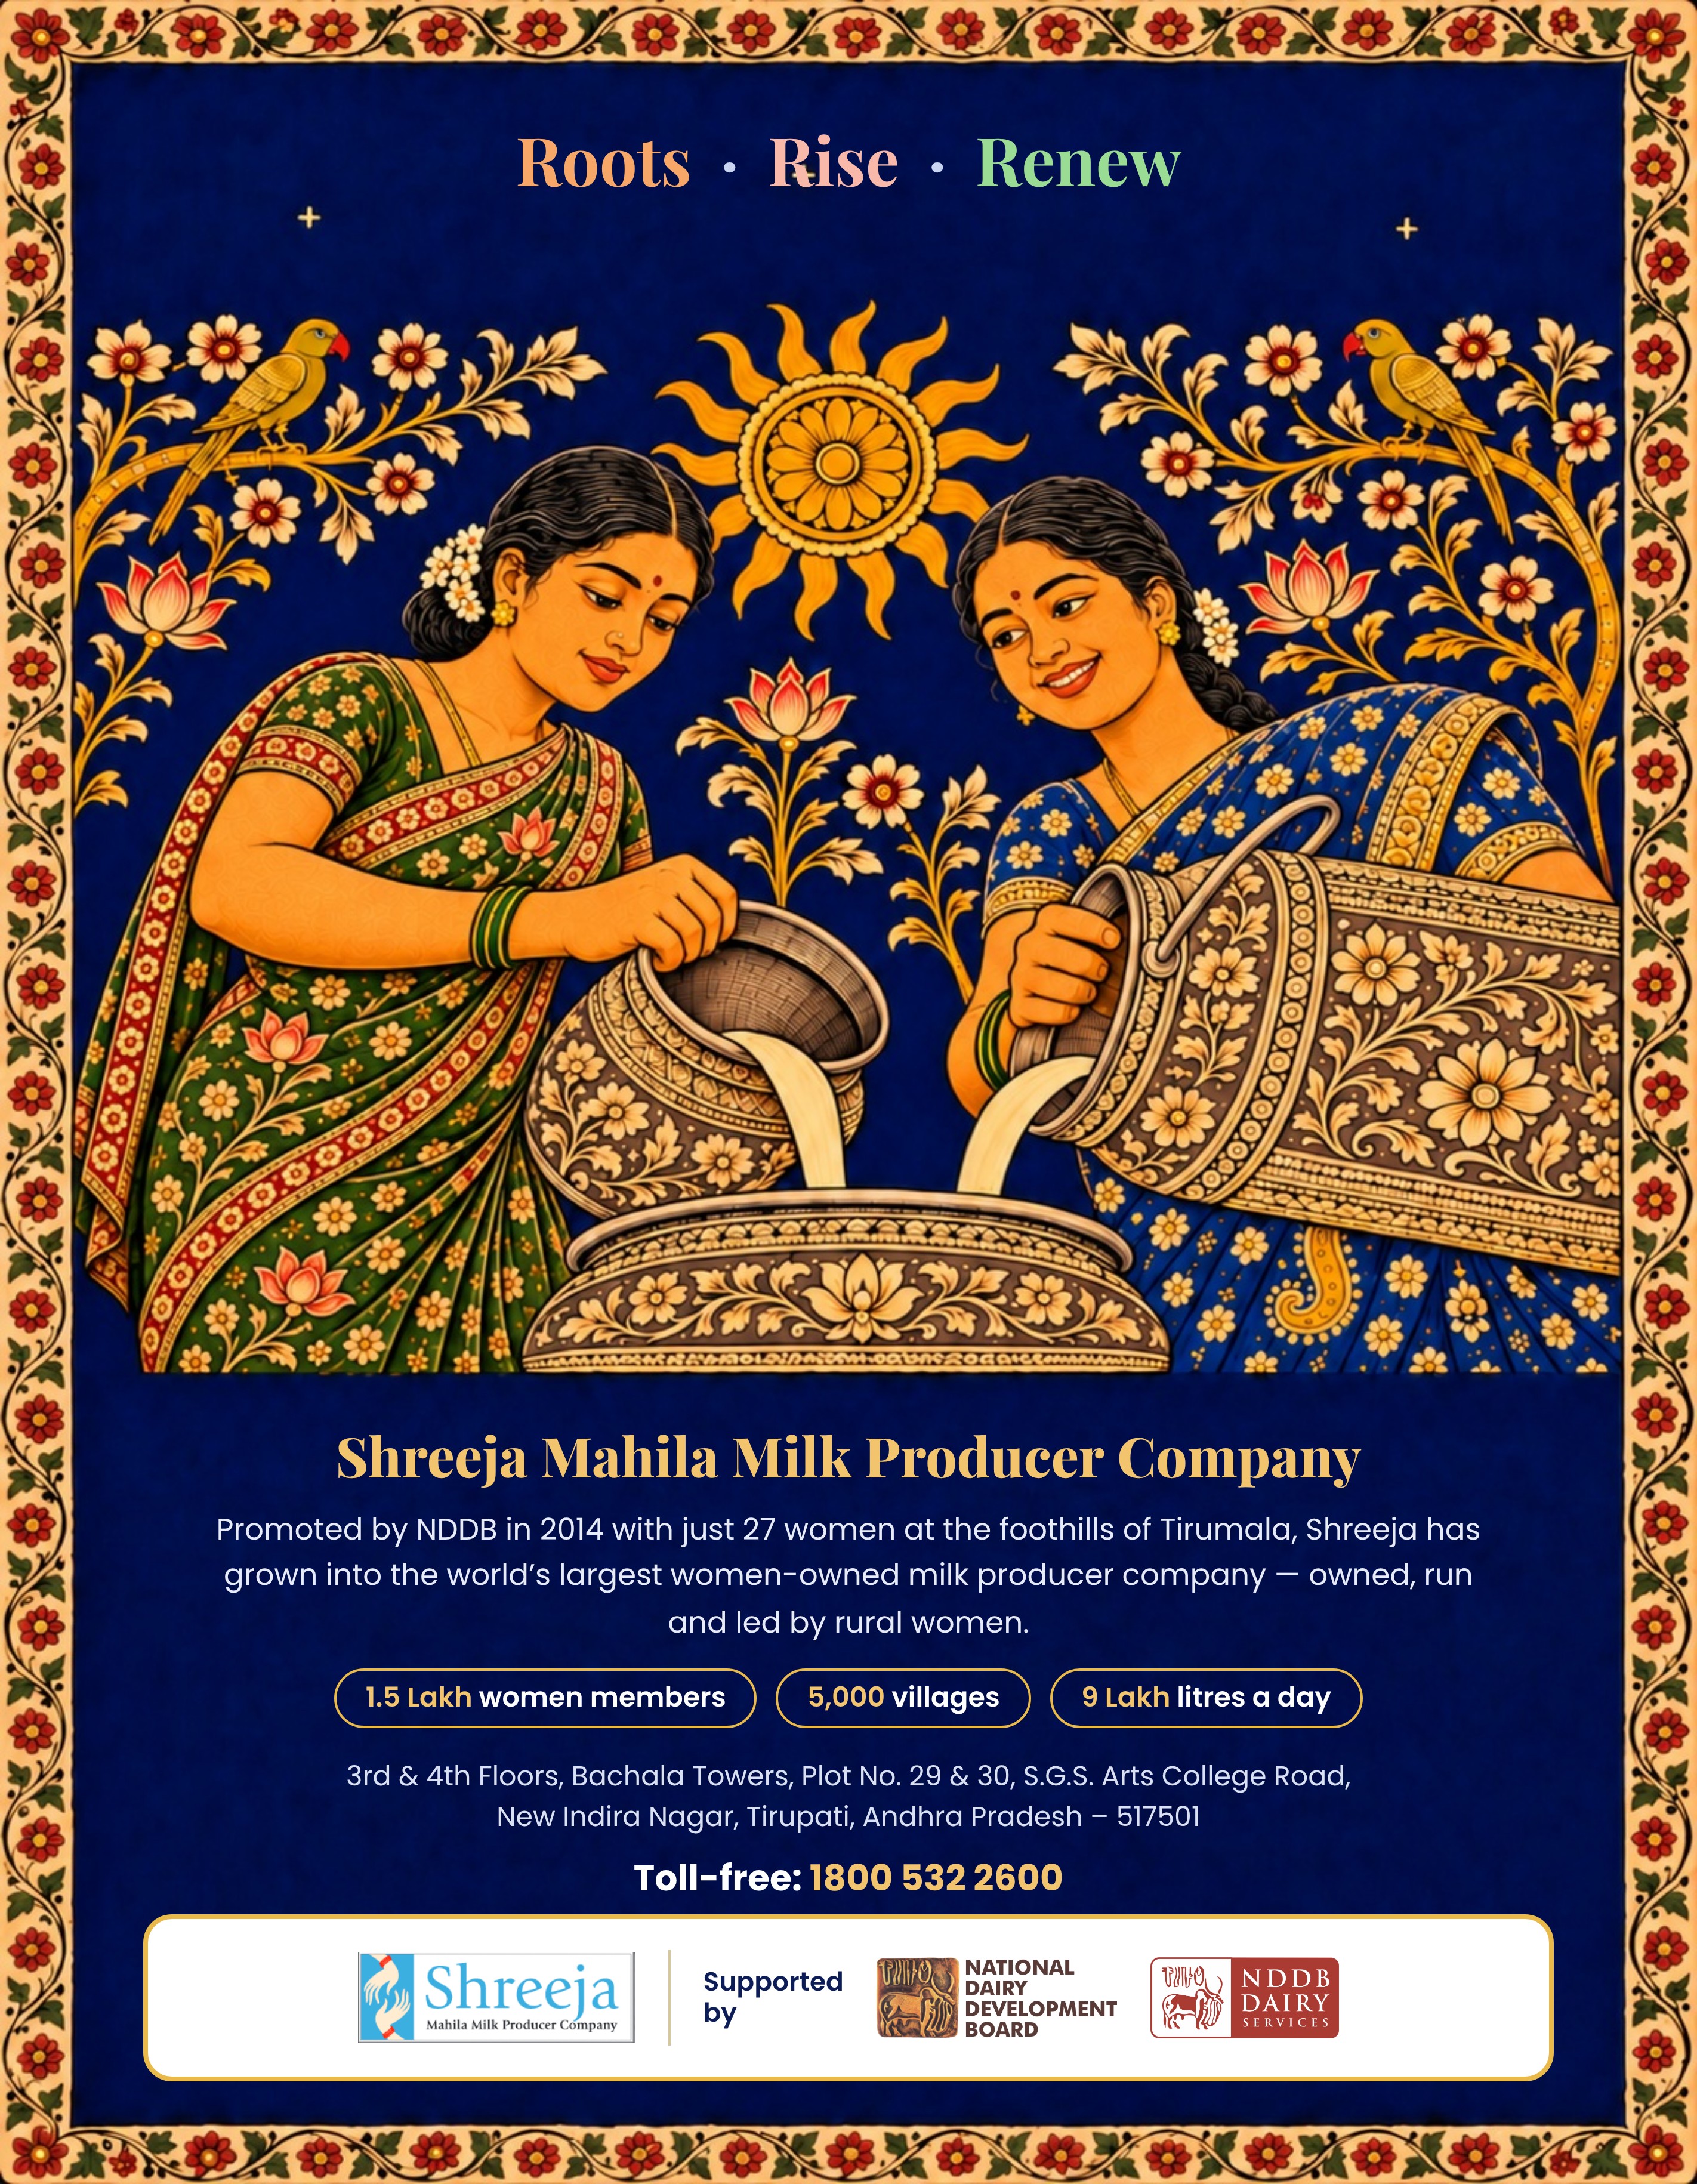 Roots · Rise · Renew
Shreeja Mahila Milk Producer Company
Promoted by NDDB in 2014 with just 27 women at the foothills of Tirumala, Shreeja has
grown into the world’s largest women-owned milk producer company — owned, run
and led by rural women.
1.5 Lakh women members
5,000 villages
9 Lakh litres a day
3rd & 4th Floors, Bachala Towers, Plot No. 29 & 30, S.G.S. Arts College Road,
New Indira Nagar, Tirupati, Andhra Pradesh – 517501
Toll-free: 1800 532 2600
Shreeja
Mahila Milk Producer Company
Supported
by
NATIONAL
DAIRY
DEVELOPMENT
BOARD
NDDB
DAIRY
SERVICES